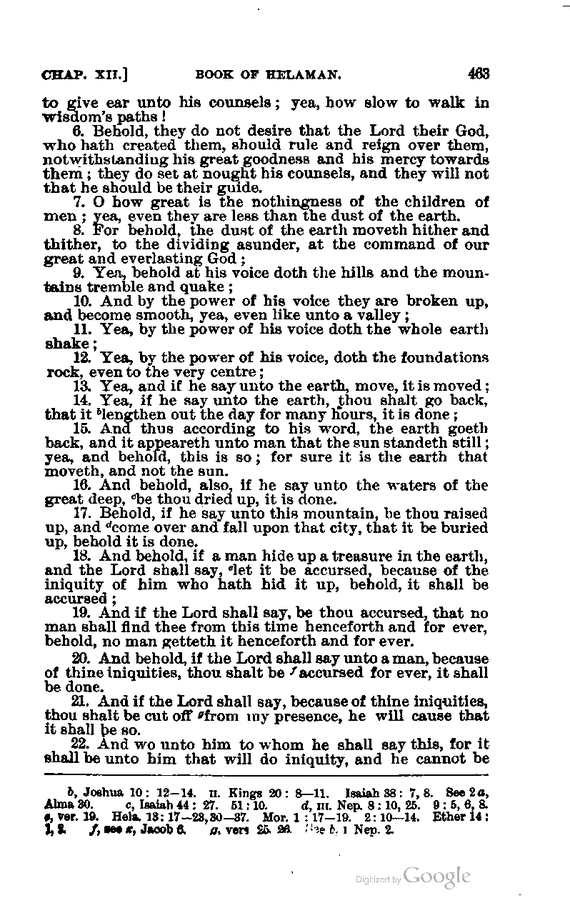 CHAP. XII.] BOOK OF HELAMAN. 463
to give ear unto his counsels; yea, how slow to walk in
wisdom's paths!
6. Behold, they do not desire that the Lord their God,
who hath created them, should rule and reign over them,
notwithstanding his great goodness and his mercy towards
them; they do set at nought his counsels, and they will not
that he should be their guide.
7. O how great is the nothingness of the children of
men; yea, even they are less than the dust of the earth.
8. For behold, the dust of the earth moveth hither and
thither, to the dividing asunder, at the command of our
great and everlasting God;
9. Yea, behold at his voice doth the hills and the moun-
tains tremble and quake;
10. And by the power of his voice they are broken up,
and become smooth, yea, even like unto a valley;
11. Yea, by the power of his voice doth the whole earth
shake;
12. Yea, by the power of his voice, doth the foundations
rock, even to the very centre;
13. Yea, and if he say unto the earth, move, it is moved;
14. Yea, if he say unto the earth, thou shalt go back,
that it blengthen out the day for many hours, it is done;
15. And thus according to his word, the earth goeth
back, and it appeareth unto man that the sun standeth still;
yea, and behold, this is so; for sure it is the earth that
moveth, and not the sun.
16. And behold, also, if he say unto the waters of the
great deep, cbe thou dried up, it is done.
17. Behold, if he say unto this mountain, be thou raised
up, and dcome over and fall upon that city, that it be buried
up, behold it is done.
18. And behold, if a man hide up a treasure in the earth,
and the Lord shall say, elet it be accursed, because of the
iniquity of him who hath hid it up, behold, it shall be
accursed;
19. And if the Lord shall say, be thou accursed, that no
man shall find thee from this time henceforth and for ever,
behold, no man getteth it henceforth and for ever.
20. And behold, if the Lord shall say unto a man, because
of thine iniquities, thou shalt be faccursed for ever, it shall
be done.
21. And if the Lord shall say, because of thine iniquities,
thou shalt be cut off gfrom my presence, he will cause that
it shall be so.
22. And wo unto him to whom he shall say this, for it
shall be unto him that will do iniquity, and he cannot be
b, Joshua 10: 12—14. II. Kings 20: 8—11. Isaiah 38: 7, 8. See 2a,
Alma 30. c, Isaiah 44: 27. 51: 10. d, III. Nep. 8: 10, 25. 9: 5, 6, 8.
e, ver. 19. Hela. 13: 17—23, 30—37. Mor. 1: 17—19. 2: 10—14. Ether 14:
1, 2. f, see x, Jacob 6. g, vers 25, 26. See b, 1 Nep. 2.
Digitized by Google